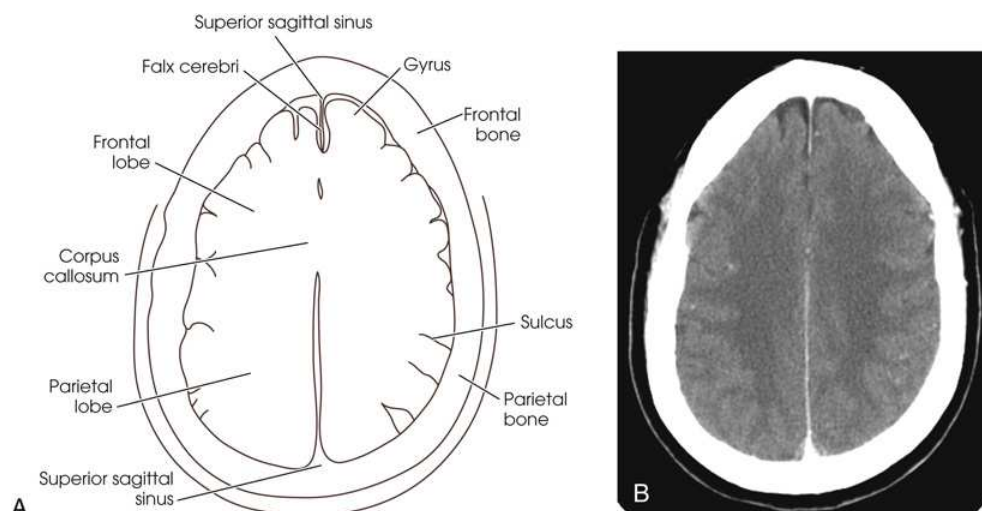 Superior sagittal sinus
Falx cerebri
Gyrus
Frontal
bone
Frontal
lobe
Corpus
callosum
Sulcus
Parietal
lobe
Parietal
bone
Superior sagittal
sinus
A
B